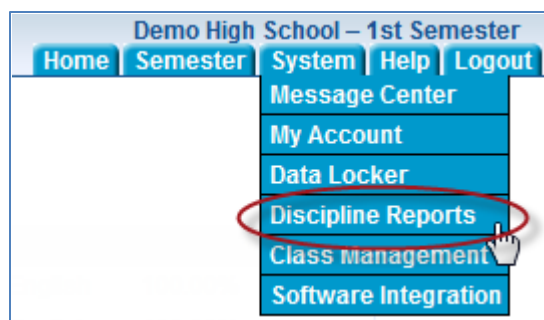 Demo High School – 1st Semester
Home Semester System Help Logout
Message Center
My Account
Data Locker
Discipline Reports
Class Management
Software Integration